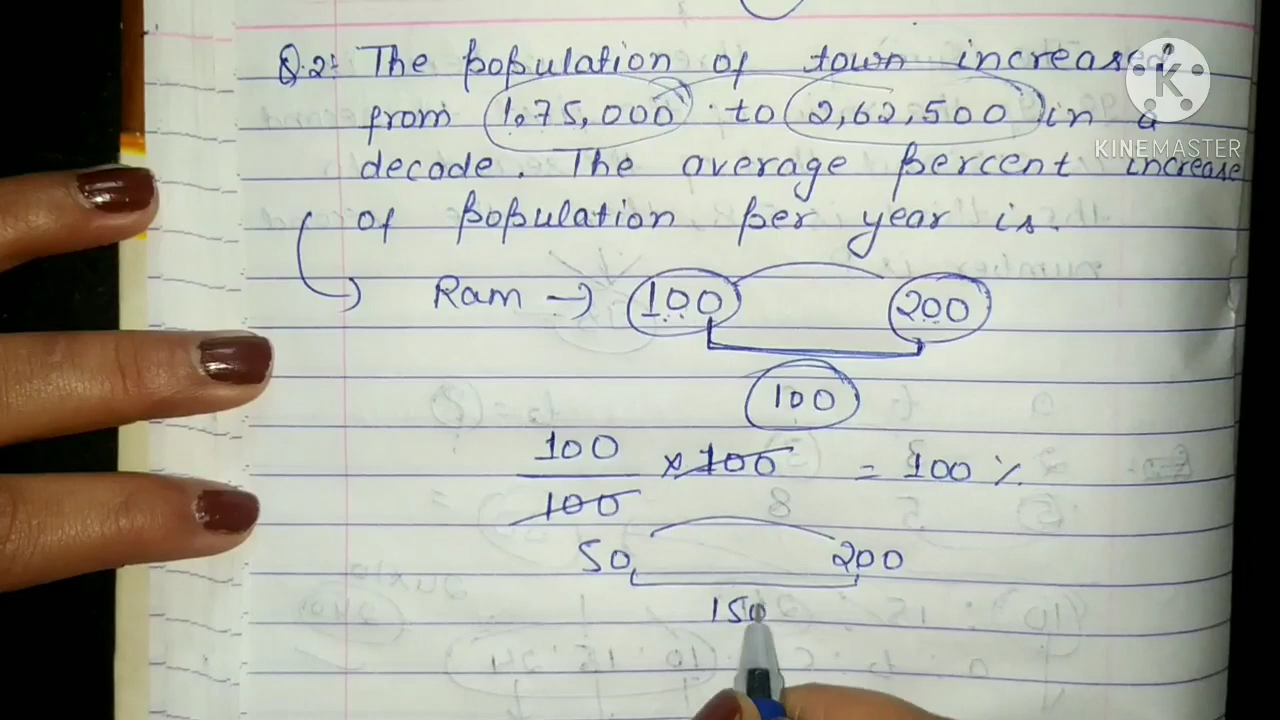 Q.2: The population of town increased
from 1,75,000 to 2,62,500 in a
decade. The average percent increase
of population per year is.
Ram → 100 200
100
100
100 × 100 = 100 %
50 200
150
K
KINEMASTER